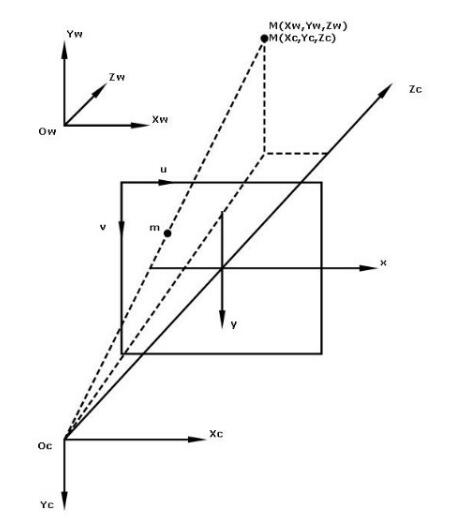 M(Xw,Yw,Zw)
M(Xc,Yc,Zc)
Yw
Zw
Ow
Xw
Zc
u
v
m
x
y
Oc
Xc
Yc